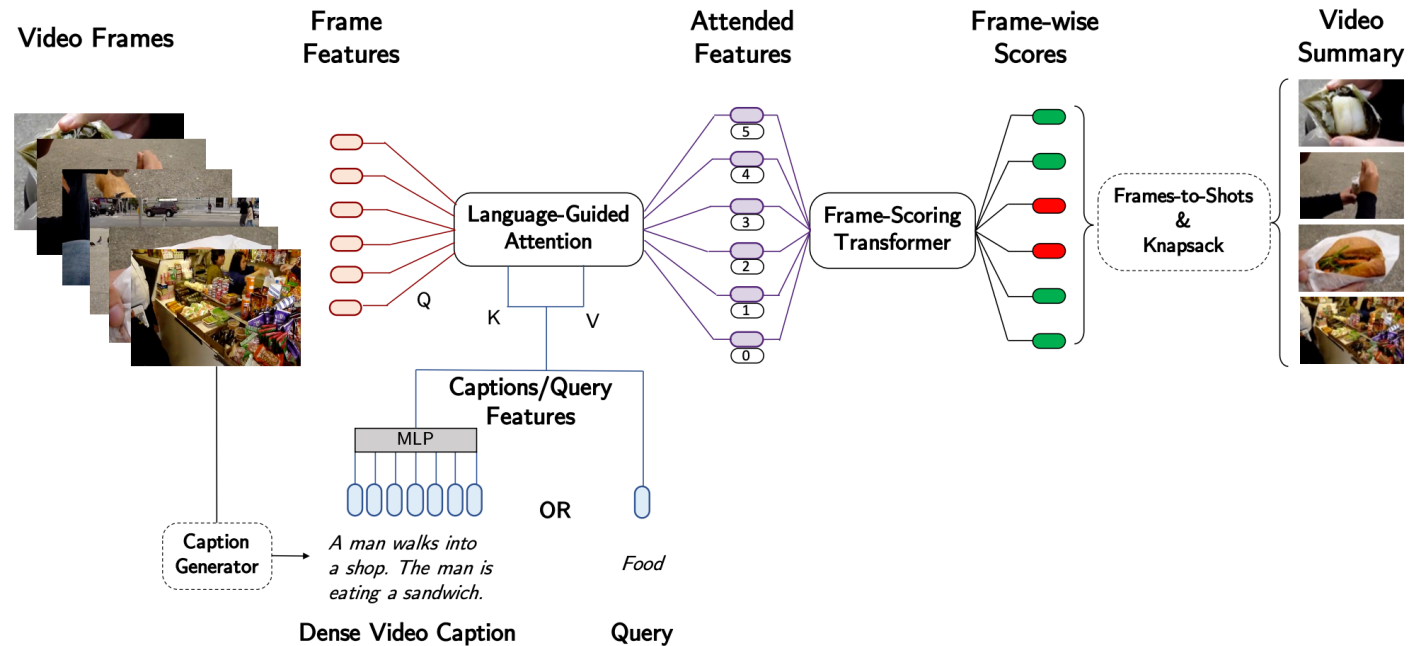 Video Frames
Frame
Features
Attended
Features
Frame-wise
Scores
Video
Summary
Language-Guided
Attention
Q
K
V
5
4
3
2
1
0
Frame-Scoring
Transformer
Frames-to-Shots
&
Knapsack
Captions/Query
Features
MLP
OR
Caption
Generator
A man walks into
a shop. The man is
eating a sandwich.
Food
Dense Video Caption
Query